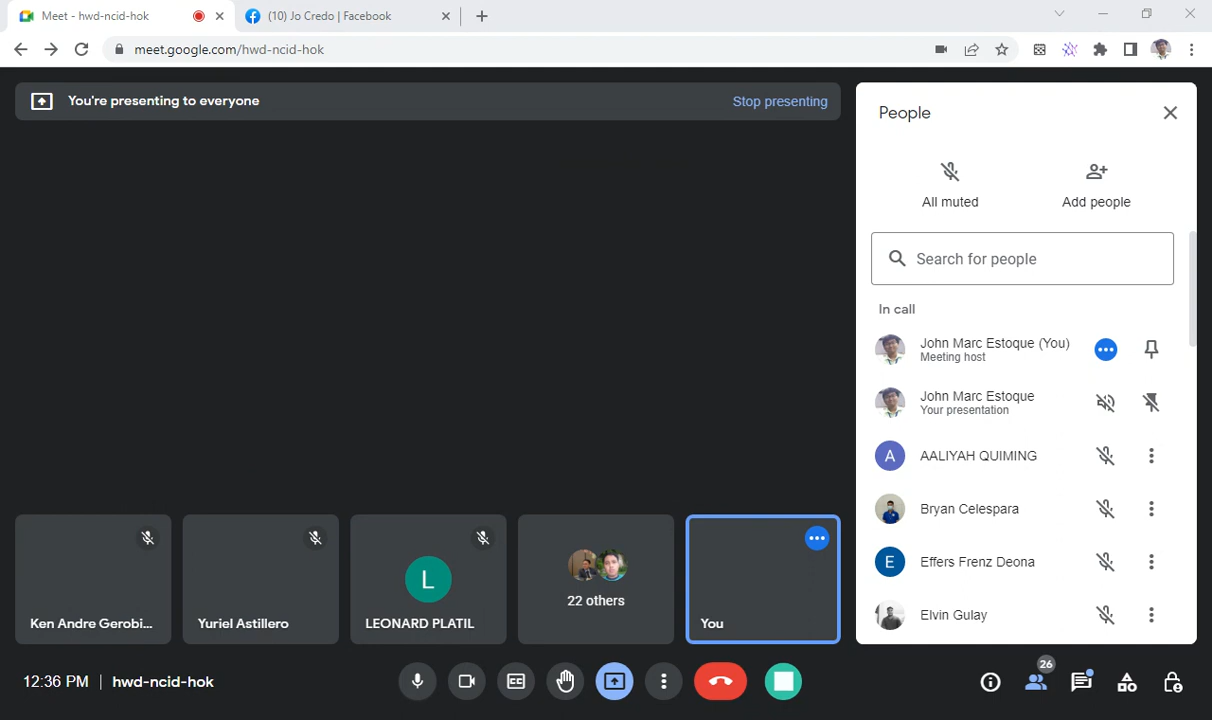 Meet - hwd-ncid-hok
(10) Jo Credo | Facebook
meet.google.com/hwd-ncid-hok
You're presenting to everyone
Stop presenting
People
All muted
Add people
Search for people
In call
John Marc Estoque (You)
Meeting host
John Marc Estoque
Your presentation
A
AALIYAH QUIMING
Bryan Celespara
E
Effers Frenz Deona
Elvin Gulay
Ken Andre Gerobi...
Yuriel Astillero
L
LEONARD PLATIL
22 others
You
12:36 PM | hwd-ncid-hok
CC
26